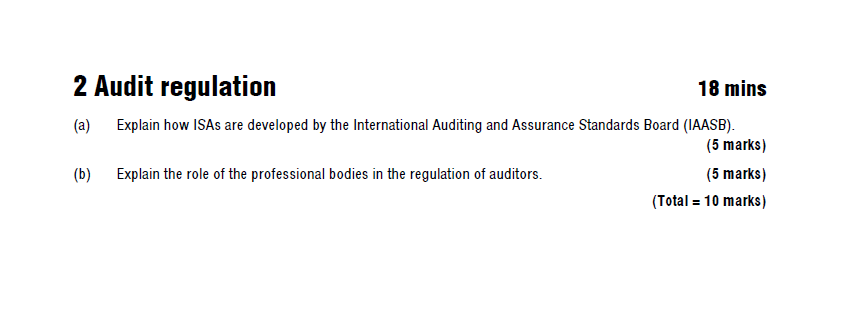 2 Audit regulation 18 mins
(a) Explain how ISAs are developed by the International Auditing and Assurance Standards Board (IAASB).
(5 marks)
(b) Explain the role of the professional bodies in the regulation of auditors. (5 marks)
(Total = 10 marks)